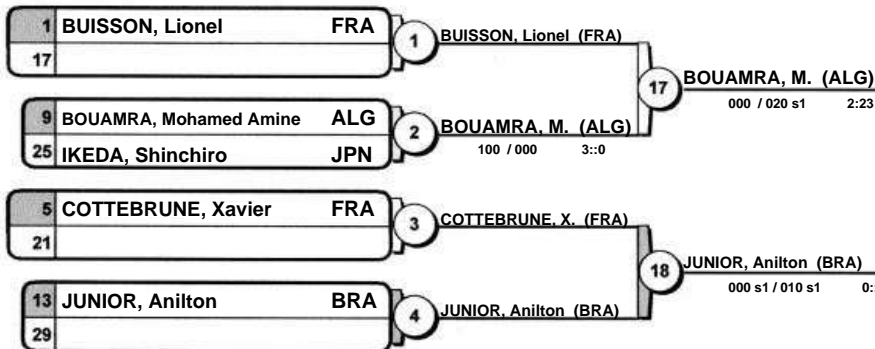 1 BUISSON, Lionel FRA
17
1 BUISSON, Lionel (FRA)
9 BOUAMRA, Mohamed Amine ALG
25 IKEDA, Shinchiro JPN
2 BOUAMRA, M. (ALG)
100 / 000 3::0
17 BOUAMRA, M. (ALG)
000 / 020 s1 2:23
5 COTTEBRUNE, Xavier FRA
21
3 COTTEBRUNE, X. (FRA)
13 JUNIOR, Anilton BRA
29
4 JUNIOR, Anilton (BRA)
18 JUNIOR, Anilton (BRA)
000 s1 / 010 s1